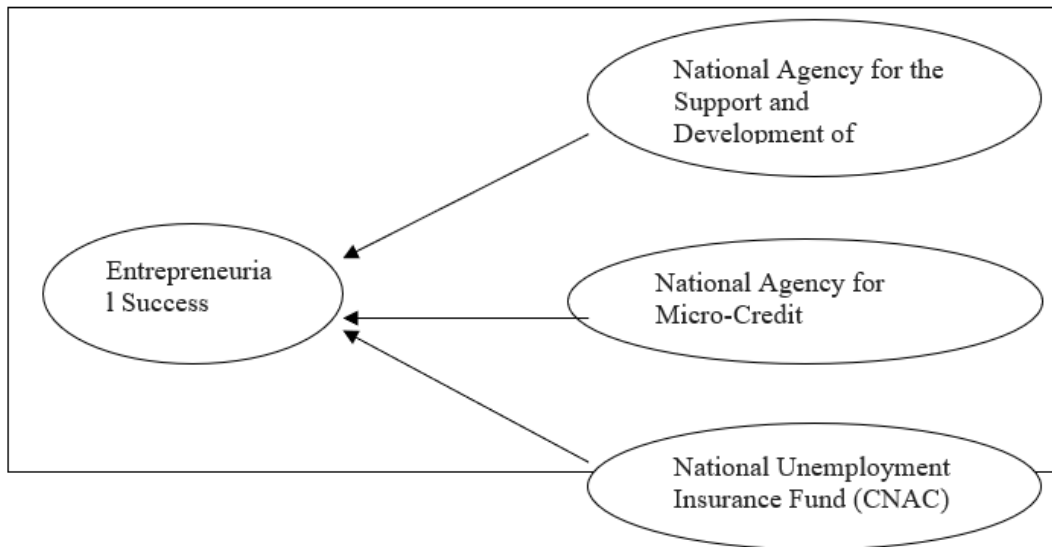 National Agency for the
Support and
Development of
Entrepreneuria
l Success
National Agency for
Micro-Credit
National Unemployment
Insurance Fund (CNAC)